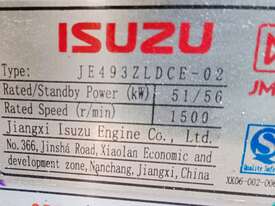 ISUZU
Type: JE493ZLDCE-02
Rated/Standby Power (kW) 51/56
Rated Speed (r/min) 1500
Jiangxi Isuzu Engine Co., Ltd.
No.366, Jinsha Road, Xiaolan Economic and
development zone, Nanchang, Jiangxi, China